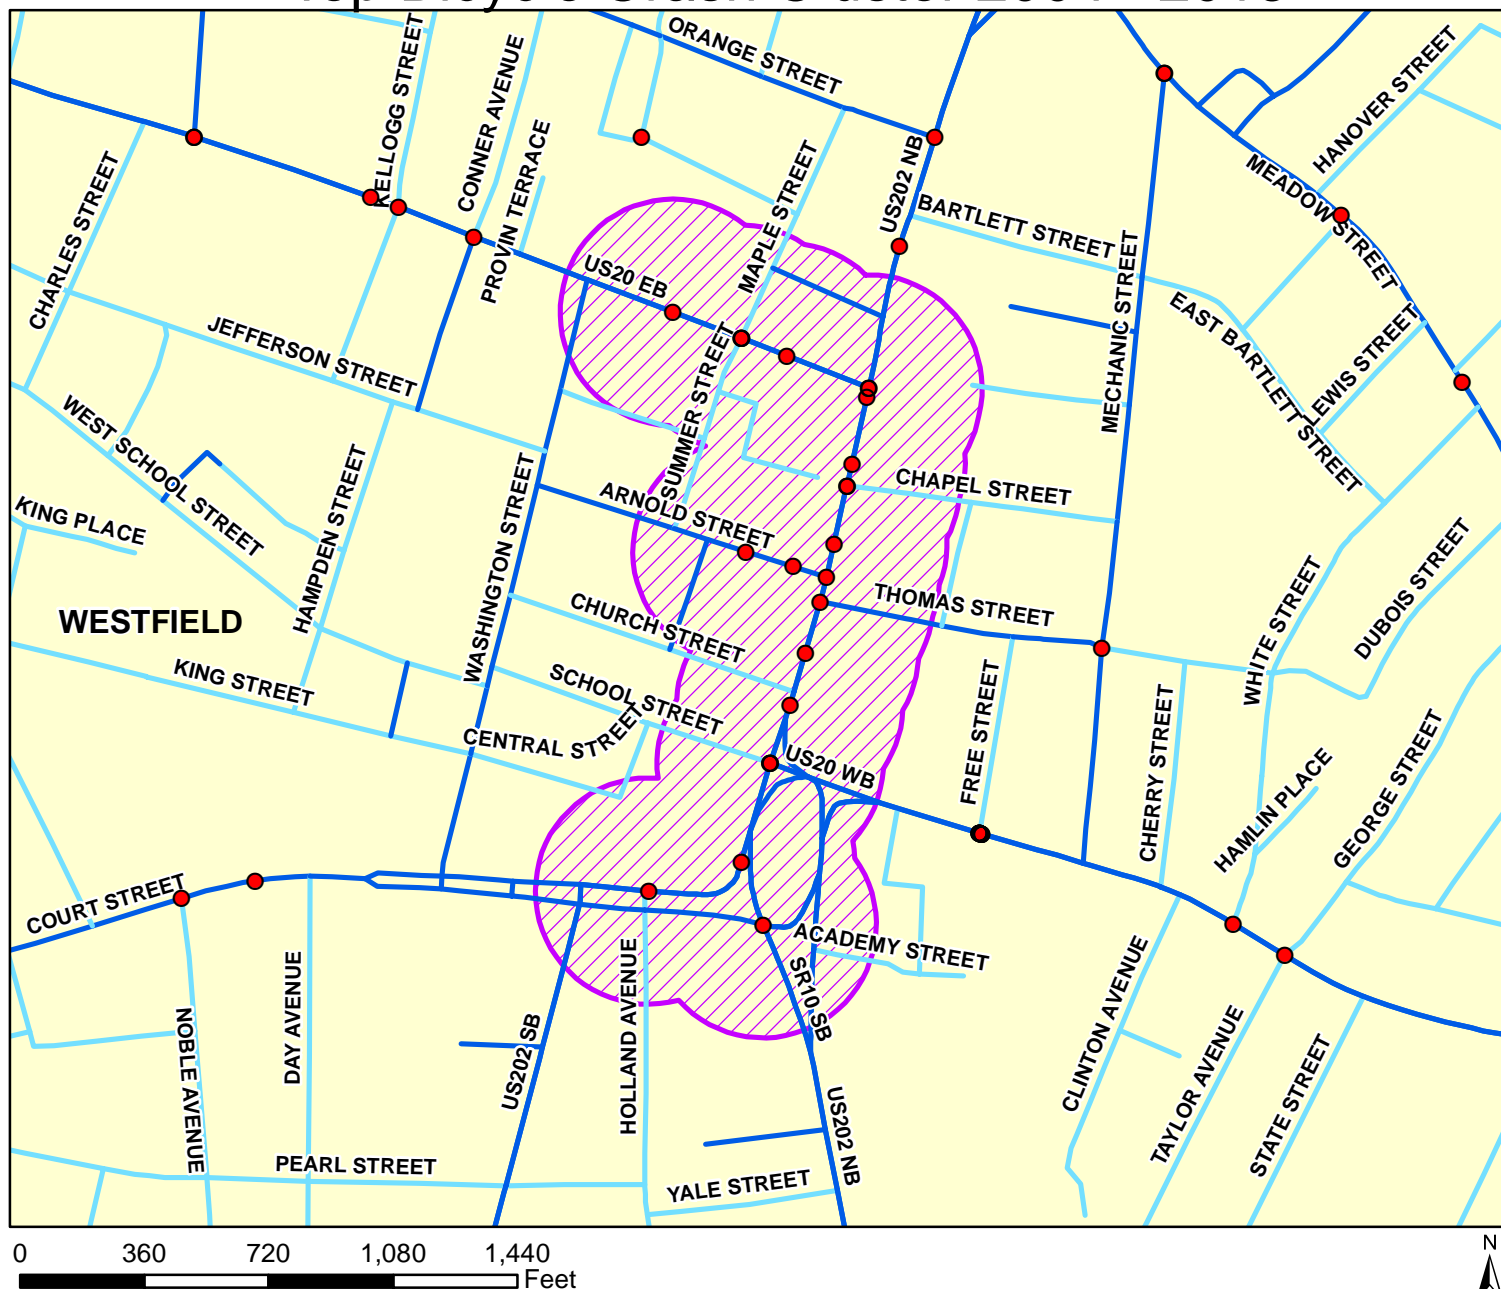 ORANGE STREET
KELLOGG STREET
CONNER AVENUE
PROVIN TERRACE
HANOVER STREET
MEADOW STREET
US202 NB
BARTLETT STREET
MAPLE STREET
CHARLES STREET
US20 EB
MECHANIC STREET
EAST BARTLETT STREET
LEWIS STREET
JEFFERSON STREET
SUMMER STREET
WEST SCHOOL STREET
HAMPDEN STREET
WASHINGTON STREET
ARNOLD STREET
CHAPEL STREET
KING PLACE
DUBOIS STREET
WHITE STREET
THOMAS STREET
CHURCH STREET
WESTFIELD
KING STREET
SCHOOL STREET
CENTRAL STREET
US20 WB
FREE STREET
CHERRY STREET
HAMLIN PLACE
GEORGE STREET
COURT STREET
ACADEMY STREET
SR10 SB
NOBLE AVENUE
DAY AVENUE
US202 SB
HOLLAND AVENUE
CLINTON AVENUE
TAYLOR AVENUE
STATE STREET
US202 NB
PEARL STREET
YALE STREET
0 360 720 1,080 1,440
Feet
N